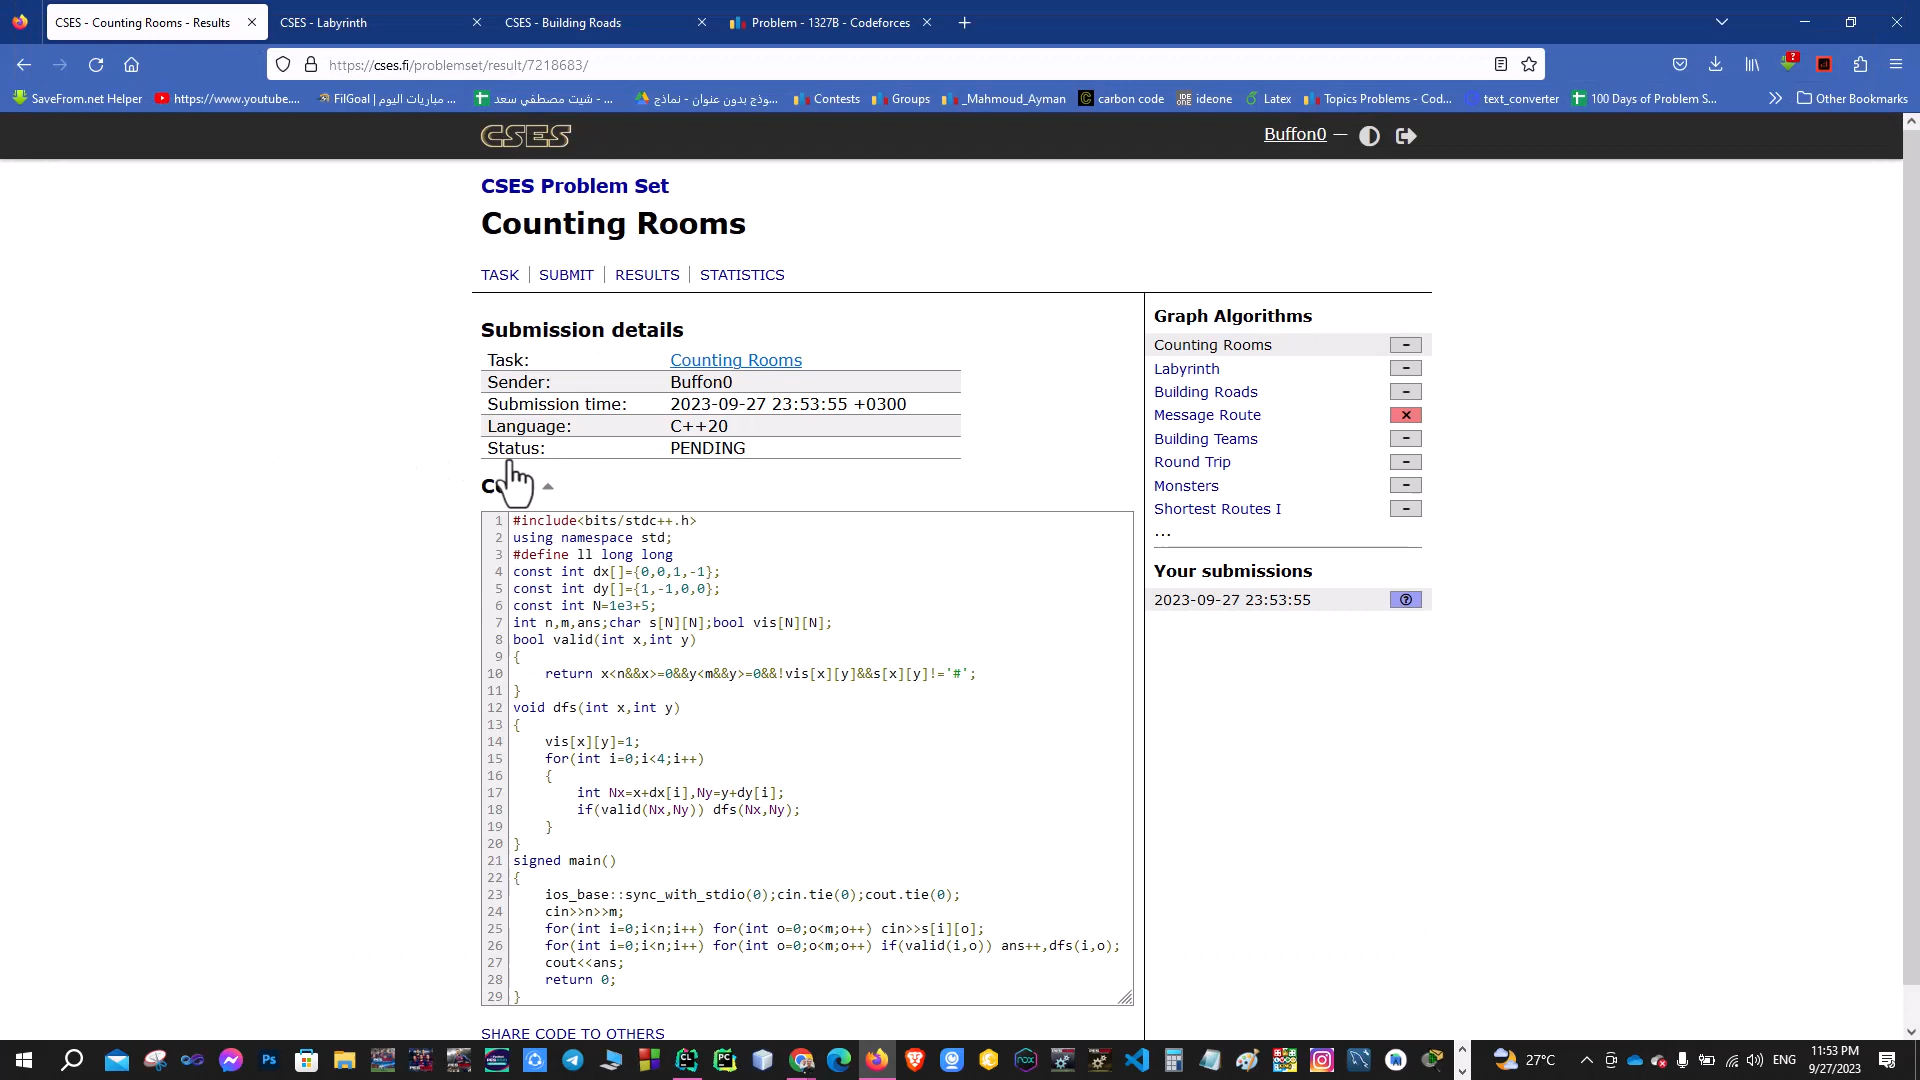 CSES - Counting Rooms - Results
CSES - Labyrinth
CSES - Building Roads
Problem - 1327B - Codeforces
https://cses.fi/problemset/result/7218683/
SaveFrom.net Helper
https://www.youtube....
FilGoal | مباريات اليوم ...
شيت مصطفي سعد - ...
نموذج بدون عنوان - نماذج...
Contests
Groups
_Mahmoud_Ayman
carbon code
ideone
Latex
Topics Problems - Cod...
text_converter
100 Days of Problem S...
Other Bookmarks
CSES
Buffon0 —
CSES Problem Set
Counting Rooms
TASK | SUBMIT | RESULTS | STATISTICS
Submission details
Task: Counting Rooms
Sender: Buffon0
Submission time: 2023-09-27 23:53:55 +0300
Language: C++20
Status: PENDING
1 #include<bits/stdc++.h>
2 using namespace std;
3 #define ll long long
4 const int dx[]={0,0,1,-1};
5 const int dy[]={1,-1,0,0};
6 const int N=1e3+5;
7 int n,m,ans;char s[N][N];bool vis[N][N];
8 bool valid(int x,int y)
9 {
10 return x<n&&x>=0&&y<m&&y>=0&&!vis[x][y]&&s[x][y]!='#';
11 }
12 void dfs(int x,int y)
13 {
14 vis[x][y]=1;
15 for(int i=0;i<4;i++)
16 {
17 int Nx=x+dx[i],Ny=y+dy[i];
18 if(valid(Nx,Ny)) dfs(Nx,Ny);
19 }
20 }
21 signed main()
22 {
23 ios_base::sync_with_stdio(0);cin.tie(0);cout.tie(0);
24 cin>>n>>m;
25 for(int i=0;i<n;i++) for(int o=0;o<m;o++) cin>>s[i][o];
26 for(int i=0;i<n;i++) for(int o=0;o<m;o++) if(valid(i,o)) ans++,dfs(i,o);
27 cout<<ans;
28 return 0;
29 }
SHARE CODE TO OTHERS
Graph Algorithms
Counting Rooms
Labyrinth
Building Roads
Message Route
Building Teams
Round Trip
Monsters
Shortest Routes I
...
Your submissions
2023-09-27 23:53:55
27°C
ENG
11:53 PM
9/27/2023